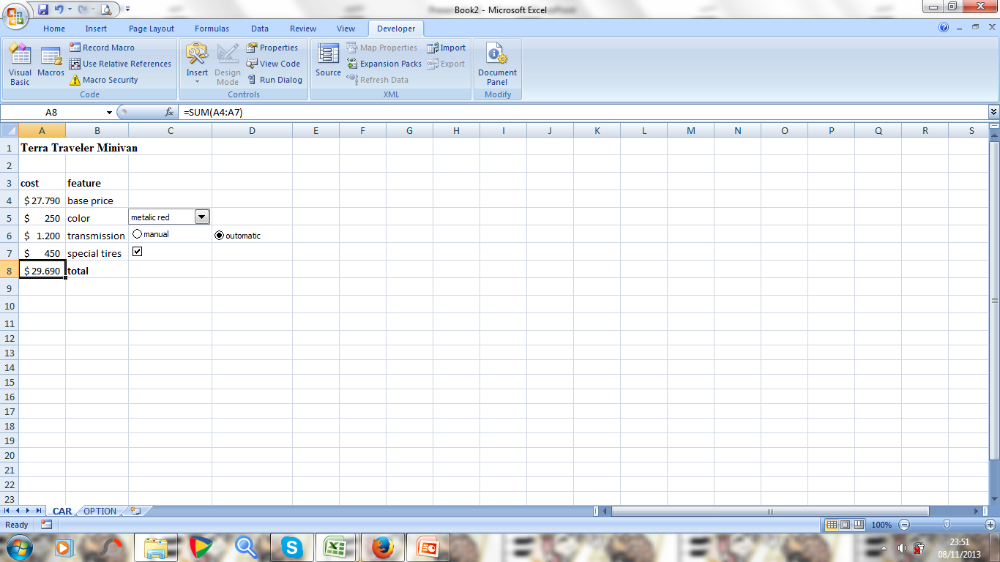 Book2 - Microsoft Excel
Home Insert Page Layout Formulas Data Review View Developer
Visual Basic
Macros
Record Macro
Use Relative References
Macro Security
Code
Insert
Design Mode
Properties
View Code
Run Dialog
Controls
Source
Map Properties
Expansion Packs
Refresh Data
Import
Export
XML
Document Panel
Modify
A8 fx =SUM(A4:A7)
A B C D E F G H I J K L M N O P Q R S
1 Terra Traveler Minivan
2
3 cost feature
4 $ 27.790 base price
5 $ 250 color metalic red
6 $ 1.200 transmission manual outomatic
7 $ 450 special tires
8 $ 29.690 total
9
10
11
12
13
14
15
16
17
18
19
20
21
22
23
CAR OPTION
Ready 100%
23:51
08/11/2013